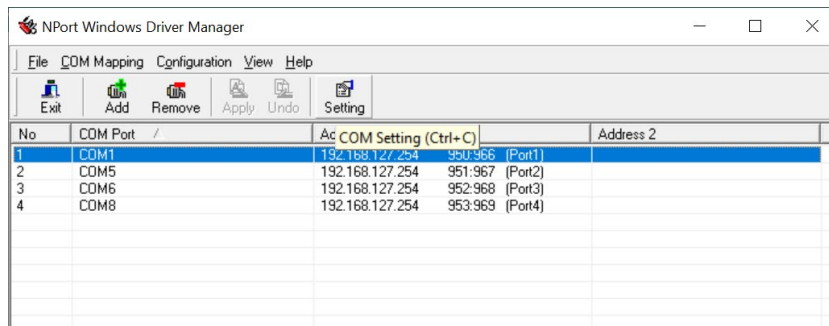 NPort Windows Driver Manager
File COM Mapping Configuration View Help
Exit Add Remove Apply Undo Setting
No COM Port Address 2
COM Setting (Ctrl+C)
1 COM1 192.168.127.254 950:966 (Port1)
2 COM5 192.168.127.254 951:967 (Port2)
3 COM6 192.168.127.254 952:968 (Port3)
4 COM8 192.168.127.254 953:969 (Port4)